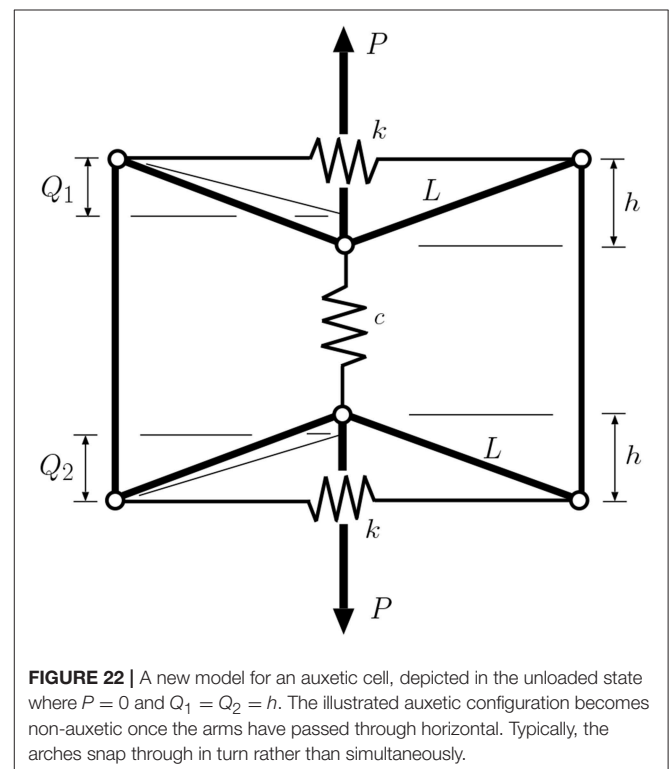 P
k
Q₁
L
h
c
Q₂
L
h
k
P
FIGURE 22 | A new model for an auxetic cell, depicted in the unloaded state
where P = 0 and Q₁ = Q₂ = h. The illustrated auxetic configuration becomes
non-auxetic once the arms have passed through horizontal. Typically, the
arches snap through in turn rather than simultaneously.